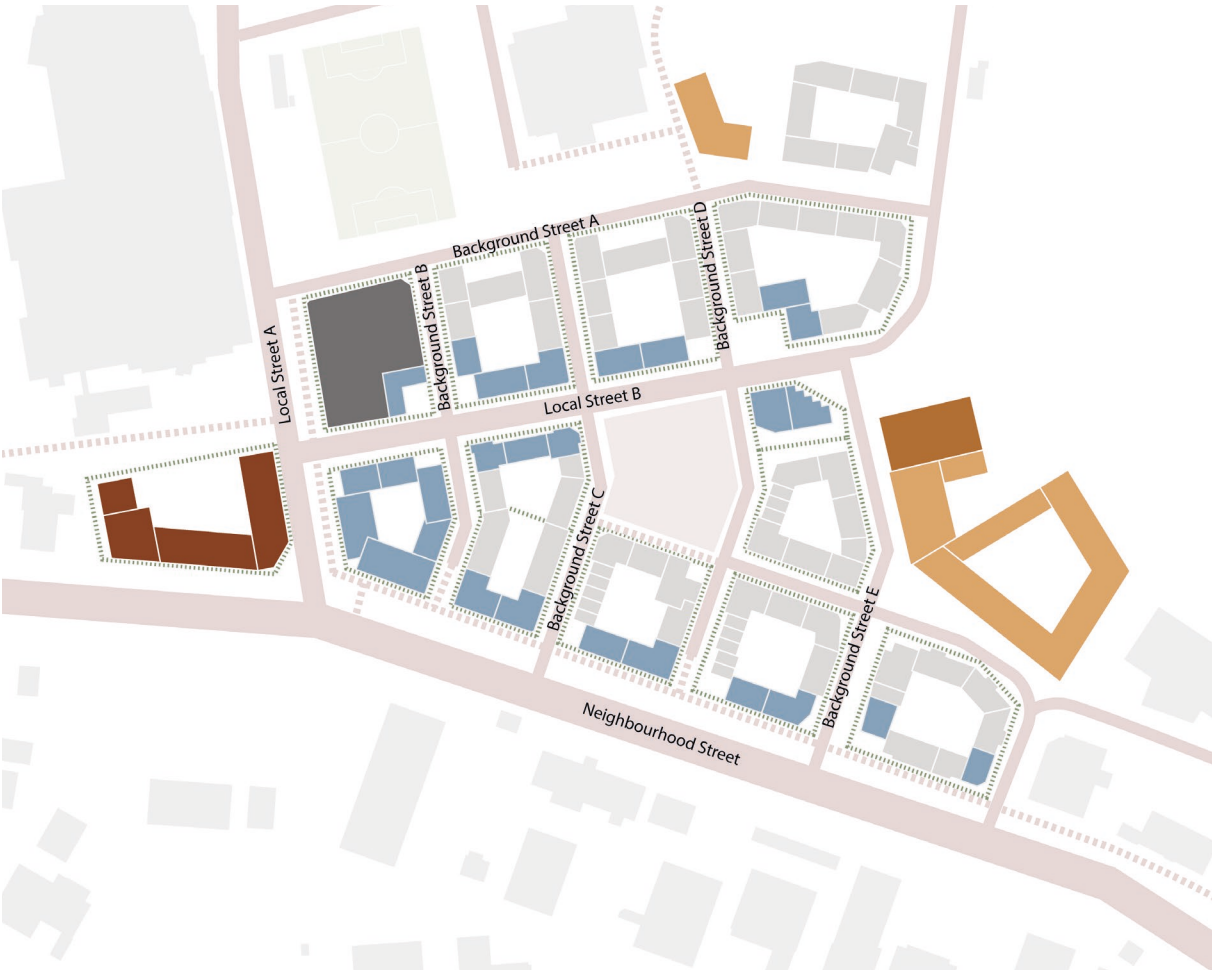 Background Street A
Background Street D
Background Street B
Local Street A
Local Street B
Background Street C
Background Street E
Neighbourhood Street